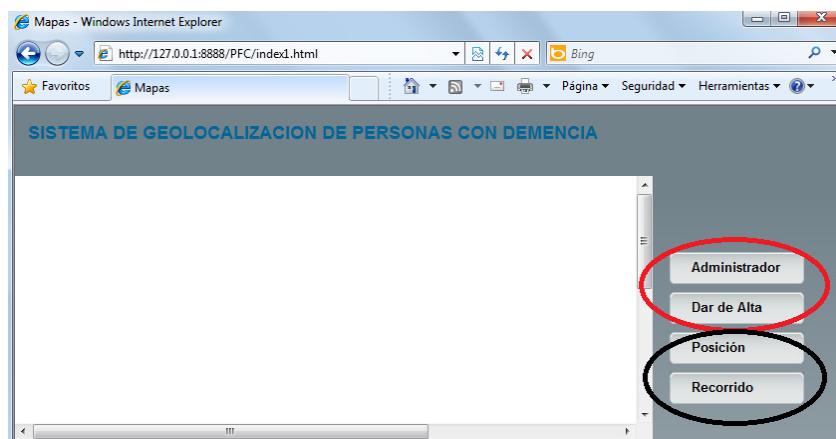 Mapas - Windows Internet Explorer
http://127.0.0.1:8888/PFC/index1.html
Bing
Favoritos
Mapas
Página
Seguridad
Herramientas
SISTEMA DE GEOLOCALIZACION DE PERSONAS CON DEMENCIA
Administrador
Dar de Alta
Posición
Recorrido